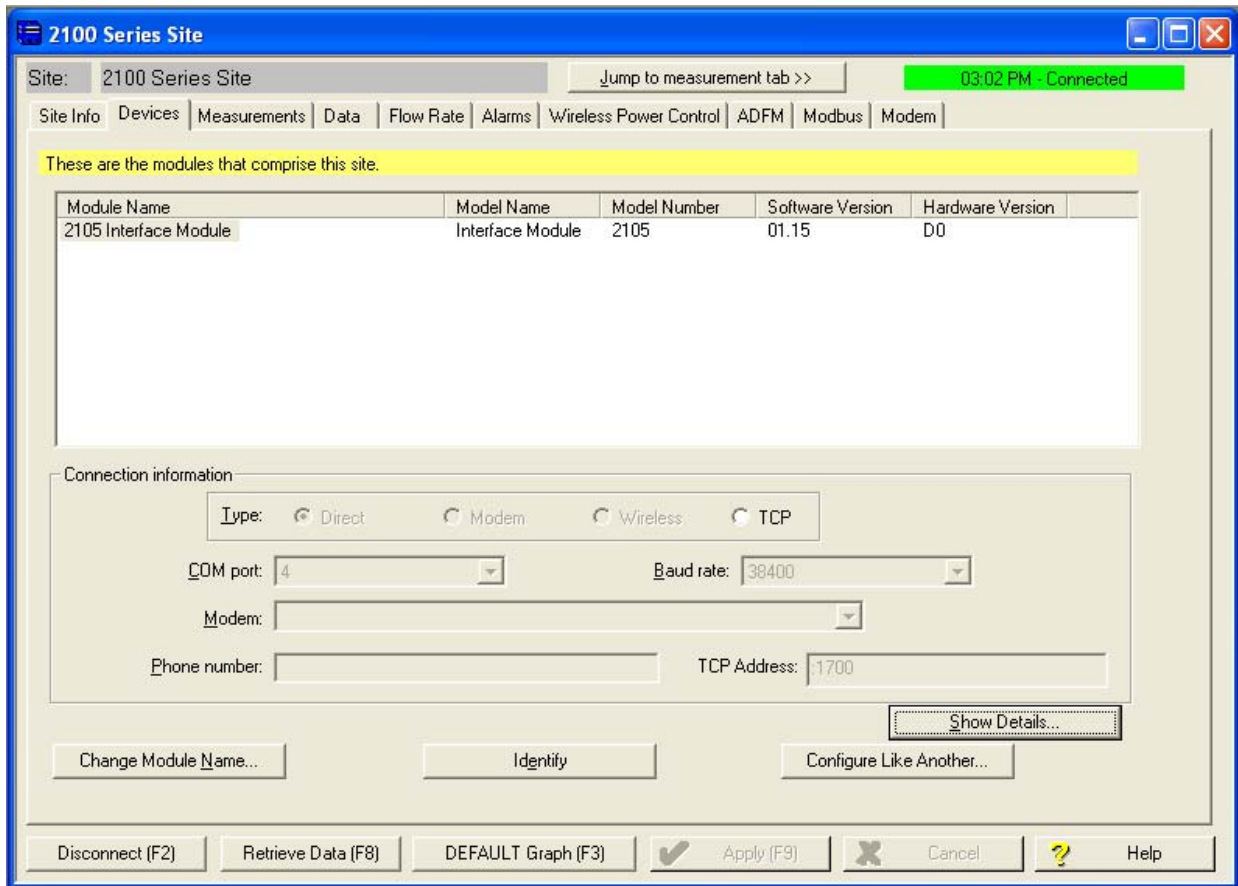 2100 Series Site
Site: 2100 Series Site Jump to measurement tab >> 03:02 PM - Connected
Site Info Devices Measurements Data Flow Rate Alarms Wireless Power Control ADFM Modbus Modem
These are the modules that comprise this site.
Module Name Model Name Model Number Software Version Hardware Version
2105 Interface Module Interface Module 2105 01.15 D0
Connection information
Type: Direct Modem Wireless TCP
COM port: 4 Baud rate: 38400
Modem:
Phone number: TCP Address: :1700
Show Details...
Change Module Name... Identify Configure Like Another...
Disconnect (F2) Retrieve Data (F8) DEFAULT Graph (F3) Apply (F9) Cancel Help